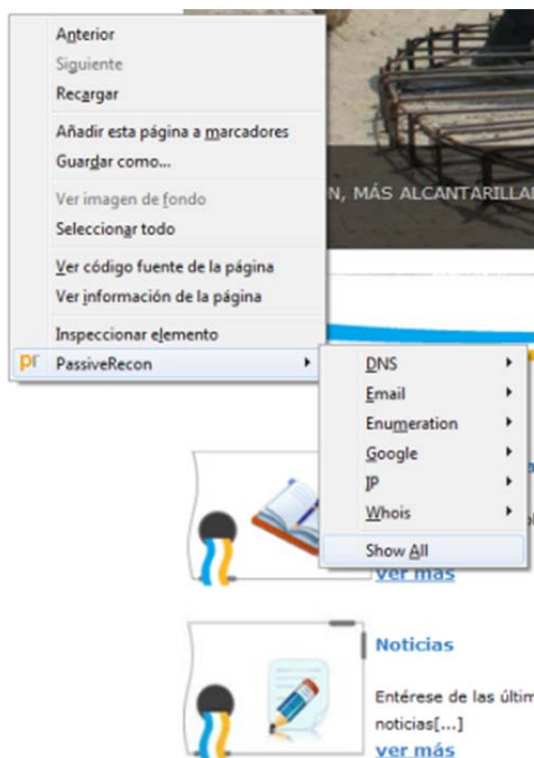 Anterior
Siguiente
Recargar
Añadir esta página a marcadores
Guardar como...
Ver imagen de fondo
Seleccionar todo
Ver código fuente de la página
Ver información de la página
Inspeccionar elemento
pr PassiveRecon
MÁS ALCANTARILLA
DNS
Email
Enumeration
Google
IP
Whois
Show All
ver más
Noticias
Entérese de las últim
noticias[...]
ver más